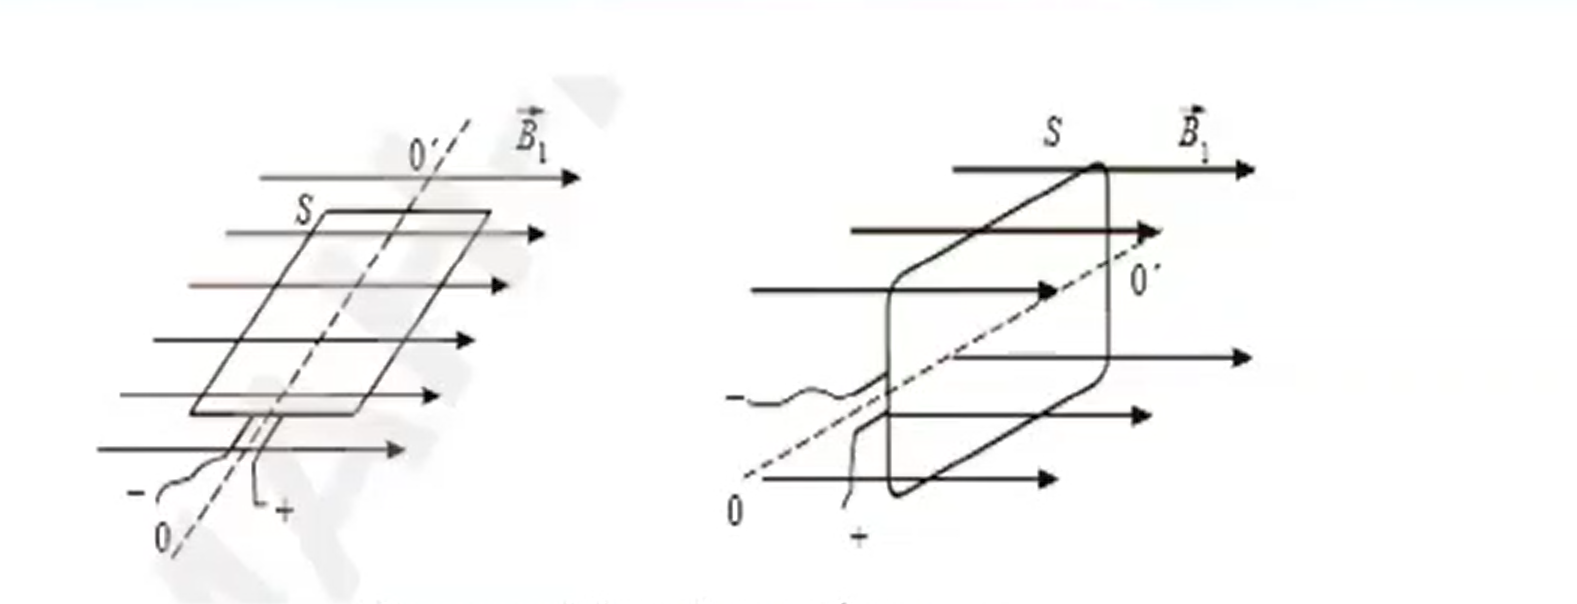 0´ B⃗₁
S
-
+
0
S B⃗₁
0´
-
0
+